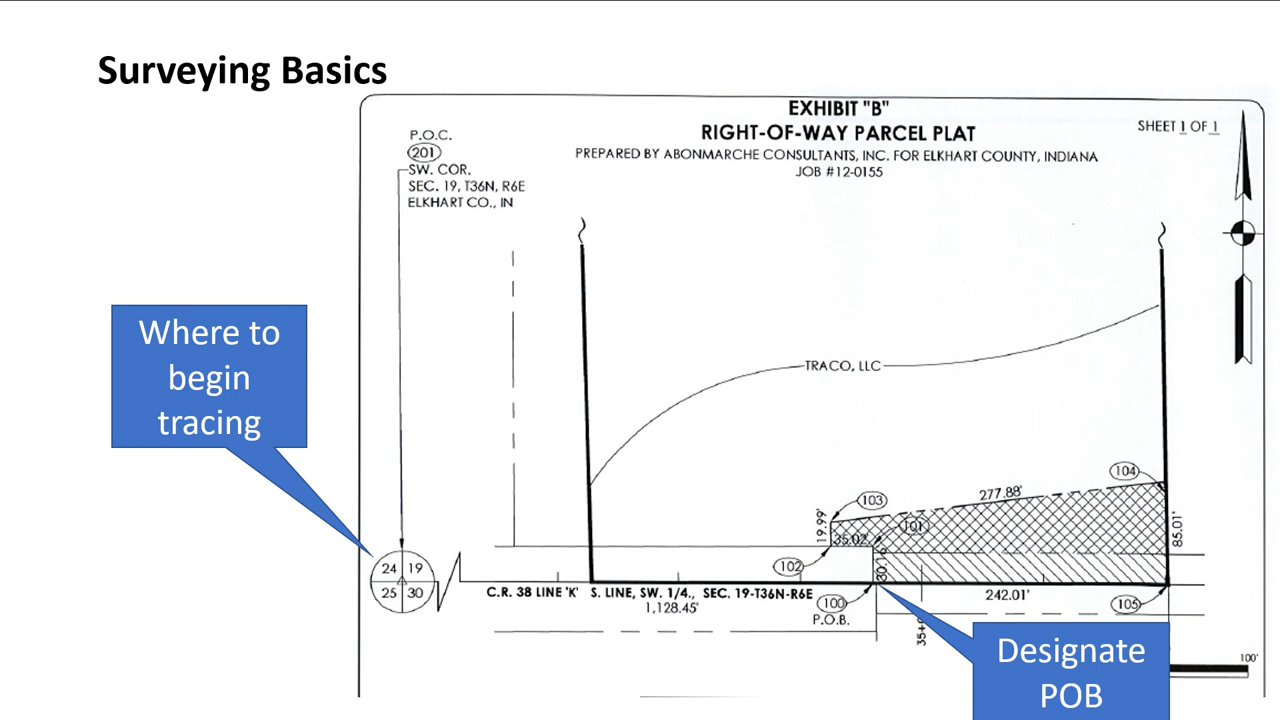 Surveying Basics
EXHIBIT "B"
RIGHT-OF-WAY PARCEL PLAT
PREPARED BY ABONMARCHE CONSULTANTS, INC. FOR ELKHART COUNTY, INDIANA
JOB #12-0155
SHEET 1 OF 1
P.O.C.
201
SW. COR.
SEC. 19, T36N, R6E
ELKHART CO., IN
Where to
begin
tracing
TRACO, LLC
104
277.88'
103
19.99'
101
35.02'
85.01'
102
30.16
24 19
25 30
C.R. 38 LINE 'K' S. LINE, SW. 1/4., SEC. 19-T36N-R6E
1,128.45'
242.01'
100
P.O.B.
105
Designate
POB
100'